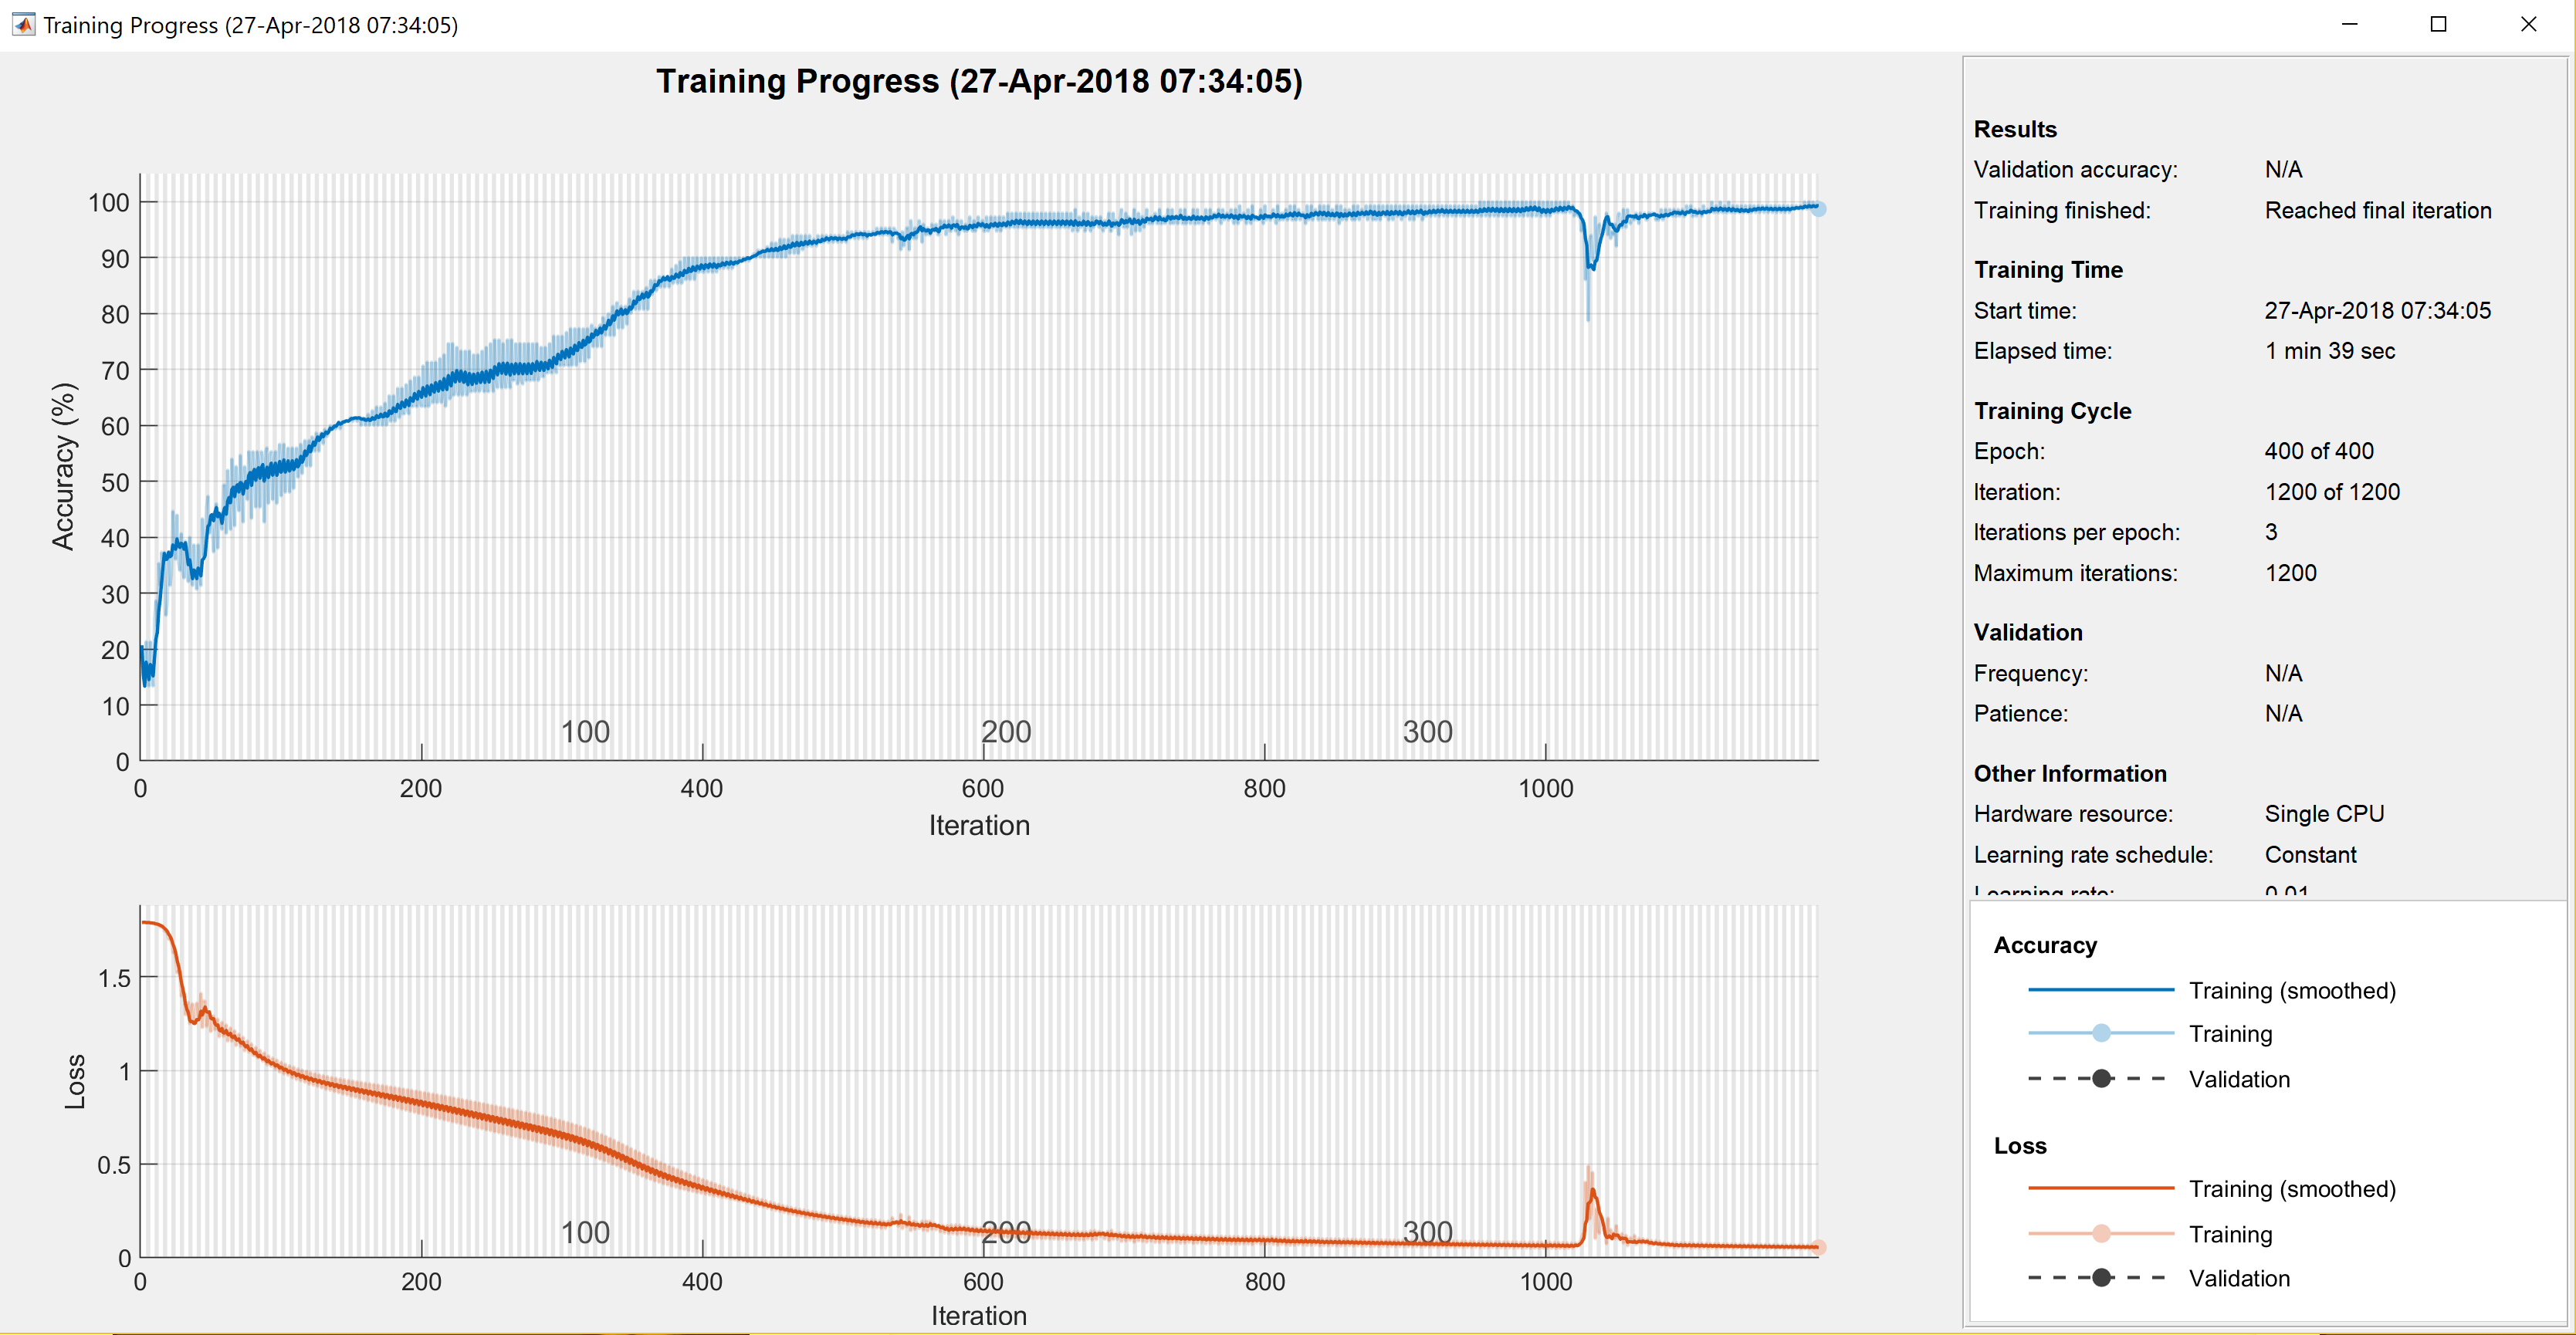 Training Progress (27-Apr-2018 07:34:05)
Training Progress (27-Apr-2018 07:34:05)
Accuracy (%)
100
90
80
70
60
50
40
30
20
10
0
100 200 300
0 200 400 600 800 1000
Iteration
Loss
1.5
1
0.5
0
100 200 300
0 200 400 600 800 1000
Iteration
Results
Validation accuracy: N/A
Training finished: Reached final iteration
Training Time
Start time: 27-Apr-2018 07:34:05
Elapsed time: 1 min 39 sec
Training Cycle
Epoch: 400 of 400
Iteration: 1200 of 1200
Iterations per epoch: 3
Maximum iterations: 1200
Validation
Frequency: N/A
Patience: N/A
Other Information
Hardware resource: Single CPU
Learning rate schedule: Constant
Learning rate: 0.01
Accuracy
Training (smoothed)
Training
Validation
Loss
Training (smoothed)
Training
Validation